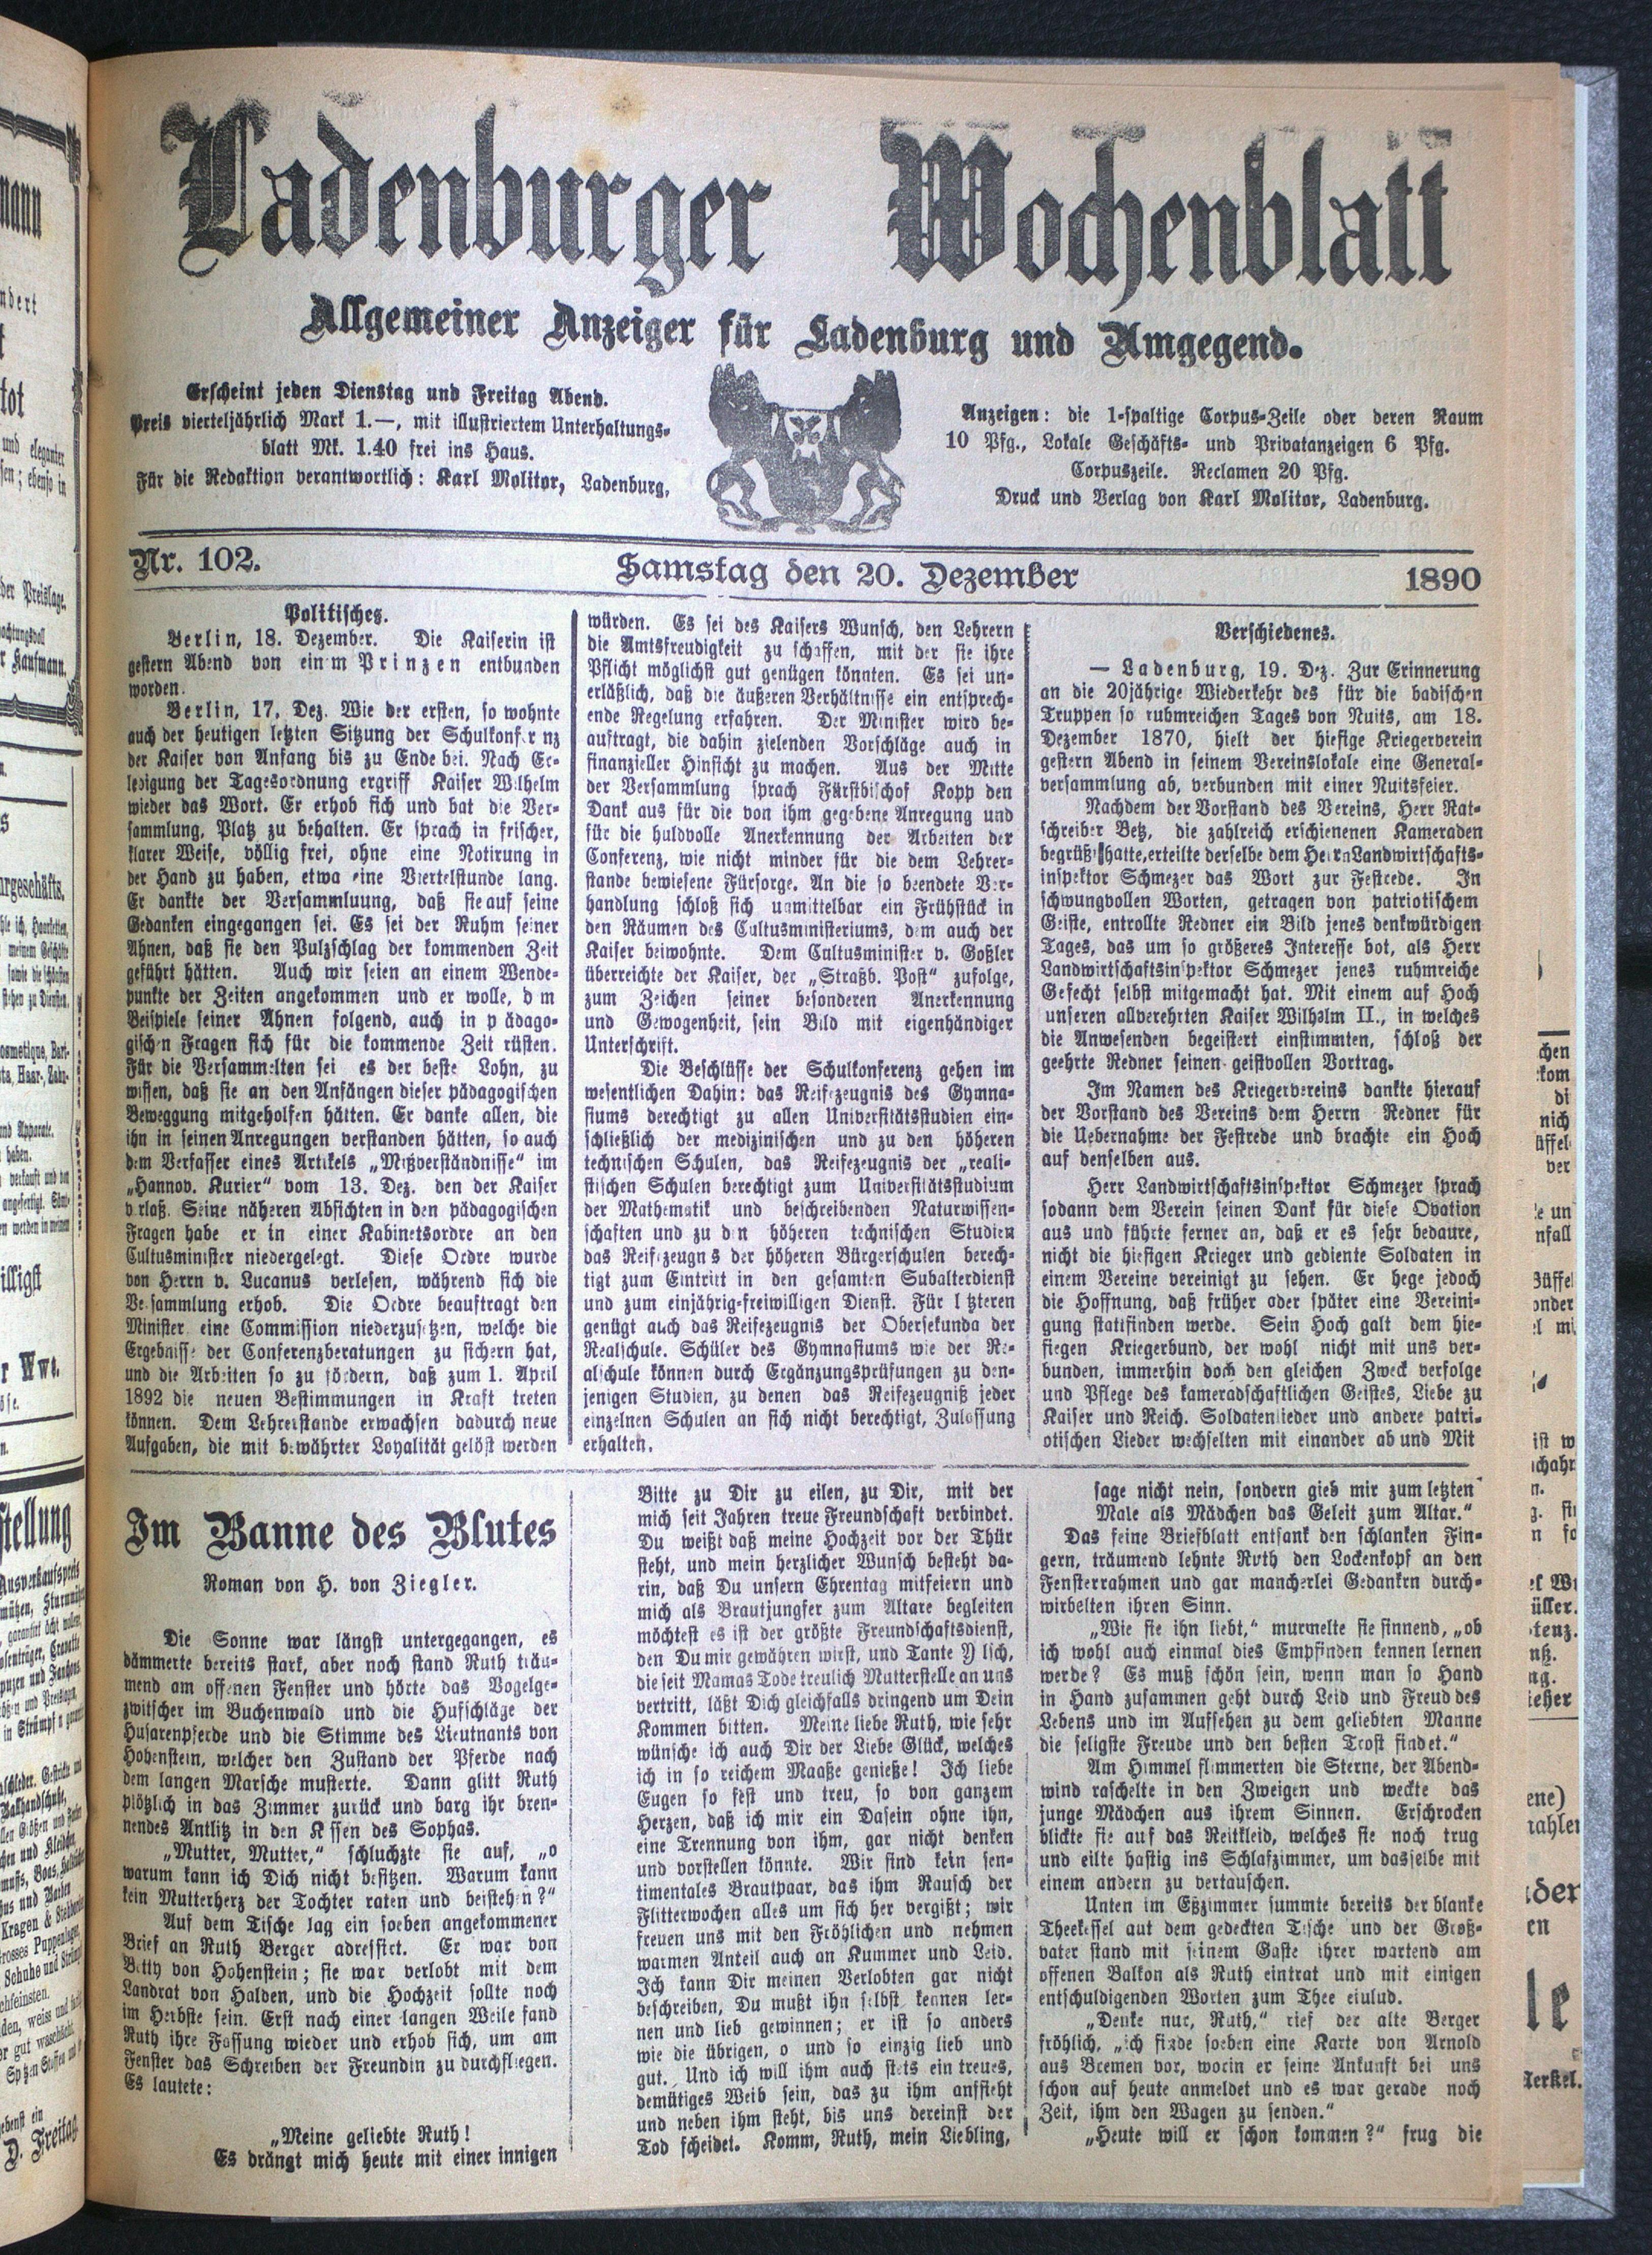 Ladenburger Wochenblatt
Allgemeiner Anzeiger für Ladenburg und Umgegend.
Erscheint jeden Dienstag und Freitag Abend.
Preis vierteljährlich Mark 1.—, mit illustriertem Unterhaltungs-
blatt Mk. 1.40 frei ins Haus.
Für die Redaktion verantwortlich: Karl Molitor, Ladenburg.
Anzeigen: die 1-spaltige Corpus-Zeile oder deren Raum
10 Pfg., Lokale Geschäfts- und Privatanzeigen 6 Pfg.
Corpuszeile. Reclamen 20 Pfg.
Druck und Verlag von Karl Molitor, Ladenburg.
Nr. 102. Samstag den 20. Dezember 1890
Politisches.
Berlin, 18. Dezember. Die Kaiserin ist
gestern Abend von einm Prinzen entbunden
worden.
Berlin, 17. Dez. Wie der ersten, so wohnte
auch der heutigen letzten Sitzung der Schulkonf.r nz
der Kaiser von Anfang bis zu Ende bei. Nach Er-
ledigung der Tagesordnung ergriff Kaiser Wilhelm
wieder das Wort. Er erhob sich und bat die Ver-
sammlung, Platz zu behalten. Er sprach in frischer,
klarer Weise, völlig frei, ohne eine Notirung in
der Hand zu haben, etwa eine Viertelstunde lang.
Er dankte der Versammluung, daß sie auf seine
Gedanken eingegangen sei. Es sei der Ruhm seiner
Ahnen, daß sie den Pulzschlag der kommenden Zeit
geführt hätten. Auch wir seien an einem Wende-
punkte der Zeiten angekommen und er wolle, d m
Beispiele seiner Ahnen folgend, auch in p ädago-
gischen Fragen sich für die kommende Zeit rüsten.
Für die Versammelten sei es der beste Lohn, zu
wissen, daß sie an den Anfängen dieser pädagogischen
Beweggung mitgeholfen hätten. Er danke allen, die
ihn in seinen Anregungen verstanden hätten, so auch
dem Verfasser eines Artikels „Mißverständnisse“ im
„Hannov. Kurier“ vom 13. Dez. den der Kaiser
v rlaß. Seine näheren Absichten in den pädagogischen
Fragen habe er in einer Kabinetsordre an den
Cultusminister niedergelegt. Diese Ordre wurde
von Herrn v. Lucanus verlesen, während sich die
Versammlung erhob. Die Ordre beauftragt den
Minister eine Commission niederzusetzen, welche die
Ergebnisse der Conferenzberatungen zu sichern hat,
und die Arbeiten so zu fördern, daß zum 1. April
1892 die neuen Bestimmungen in Kraft treten
können. Dem Lehrerstande erwachsen dadurch neue
Aufgaben, die mit bewährter Loyalität gelöst werden
würden. Es sei des Kaisers Wunsch, den Lehrern
die Amtsfreudigkeit zu schaffen, mit der sie ihre
Pflicht möglichst gut genügen könnten. Es sei un-
erläßlich, daß die äußeren Verhältnisse ein entsprech-
ende Regelung erfahren. Der Minister wird be-
auftragt, die dahin zielenden Vorschläge auch in
finanzieller Hinsicht zu machen. Aus der Mitte
der Versammlung sprach Fürstbischof Kopp den
Dank aus für die von ihm gegebene Anregung und
für die huldvolle Anerkennung der Arbeiten der
Conferenz, wie nicht minder für die dem Lehrer-
stande bewiesene Fürsorge. An die so beendete Ver-
handlung schloß sich unmittelbar ein Frühstück in
den Räumen des Cultusministeriums, dem auch der
Kaiser beiwohnte. Dem Cultusminister v. Goßler
überreichte der Kaiser, der „Straßb. Post“ zufolge,
zum Zeichen seiner besonderen Anerkennung
und Gewogenheit, sein Bild mit eigenhändiger
Unterschrift.
Die Beschlüsse der Schulkonferenz gehen im
wesentlichen Dahin: das Reifezeugnis des Gymna-
siums derechtigt zu allen Universitätsstudien ein-
schließlich der medizinischen und zu den höheren
technischen Schulen, das Reifezeugnis der „reali-
stischen Schulen berechtigt zum Universitätsstudium
der Mathematik und beschreibenden Naturwissen-
schaften und zu den höheren technischen Studien
das Reifezeugn s der höheren Bürgerschulen berech-
tigt zum Eintritt in den gesamten Subalterdienst
und zum einjährig-freiwilligen Dienst. Für l tzteren
genügt auch das Reifezeugnis der Obersekunda der
Realschule. Schüler des Gymnasiums wie der Re-
alschule können durch Ergänzungsprüfungen zu den-
jenigen Studien, zu denen das Reifezeugniß jeder
einzelnen Schulen an sich nicht berechtigt, Zulassung
erhalten.
Verschiedenes.
— Ladenburg, 19. Dez. Zur Erinnerung
an die 20jährige Wiederkehr des für die badischen
Truppen so ruhmreichen Tages von Nuits, am 18.
Dezember 1870, hielt der hiesige Kriegerverein
gestern Abend in seinem Vereinslokale eine General-
versammlung ab, verbunden mit einer Nuitsfeier.
Nachdem der Vorstand des Vereins, Herr Rat-
schreiber Betz, die zahlreich erschienenen Kameraden
begrüßt hatte, erteilte derselbe dem Herrn Landwirtschafts-
inspektor Schmezer das Wort zur Festrede. In
schwungvollen Worten, getragen von patriotischem
Geiste, entrollte Redner ein Bild jenes denkwürdigen
Tages, das um so größeres Interesse bot, als Herr
Landwirtschaftsinspektor Schmezer jenes ruhmreiche
Gefecht selbst mitgemacht hat. Mit einem auf Hoch
unseren allverehrten Kaiser Wilhelm II., in welches
die Anwesenden begeistert einstimmten, schloß der
geehrte Redner seinen geistvollen Vortrag.
Im Namen des Kriegervereins dankte hierauf
der Vorstand des Vereins dem Herrn Redner für
die Uebernahme der Festrede und brachte ein Hoch
auf denselben aus.
Herr Landwirtschaftsinspektor Schmezer sprach
sodann dem Verein seinen Dank für diese Ovation
aus und führte ferner an, daß er es sehr bedaure,
nicht die hiesigen Krieger und gediente Soldaten in
einem Vereine vereinigt zu sehen. Er hege jedoch
die Hoffnung, daß früher oder später eine Vereini-
gung stattfinden werde. Sein Hoch galt dem hie-
siegen Kriegerbund, der wohl nicht mit uns ver-
bunden, immerhin doch den gleichen Zweck verfolge
und Pflege des kameradschaftlichen Geistes, Liebe zu
Kaiser und Reich. Soldatenlieder und andere patri-
otischen Lieder wechselten mit einander ab und Mit
Im Banne des Blutes
Roman von H. von Ziegler.
Die Sonne war längst untergegangen, es
dämmerte bereits stark, aber noch stand Ruth träu-
mend am offenen Fenster und hörte das Vogelge-
zwitscher im Buchenwald und die Hufschläge der
Husarenpferde und die Stimme des Lieutnants von
Hohenstein, welcher den Zustand der Pferde nach
dem langen Marsche musterte. Dann glitt Ruth
plötzlich in das Zimmer zurück und barg ihr bren-
nendes Antlitz in den K ssen des Sophas.
„Mutter, Mutter,“ schluchzte sie auf, „o
warum kann ich Dich nicht besitzen. Warum kann
kein Mutterherz der Tochter raten und beistehen?“
Auf dem Tische lag ein soeben angekommener
Brief an Ruth Berger adressirt. Er war von
Betty von Hohenstein; sie war verlobt mit dem
Landrat von Halden, und die Hochzeit sollte noch
im Herbste sein. Erst nach einer langen Weile fand
Ruth ihre Fassung wieder und erhob sich, um am
Fenster das Schreiben der Freundin zu durchfliegen.
Es lautete:
„Meine geliebte Ruth!
Es drängt mich heute mit einer innigen
Bitte zu Dir zu eilen, zu Dir, mit der
mich seit Jahren treue Freundschaft verbindet.
Du weißt daß meine Hochzeit vor der Thür
steht, und mein herzlicher Wunsch besteht da-
rin, daß Du unsern Ehrentag mitfeiern und
mich als Brautjungfer zum Altare begleiten
möchtest es ist der größte Freundschaftsdienst,
den Du mir gewähren wirst, und Tante Y lsch,
die seit Mamas Tode treulich Mutterstelle an uns
vertritt, läßt Dich gleichfalls dringend um Dein
Kommen bitten. Meine liebe Ruth, wie sehr
wünsche ich auch Dir der Liebe Glück, welches
ich in so reichem Maaße genieße! Ich liebe
Eugen so fest und treu, so von ganzem
Herzen, daß ich mir ein Dasein ohne ihn,
eine Trennung von ihm, gar nicht denken
und vorstellen könnte. Wir sind kein sen-
timentales Brautpaar, das ihm Rausch der
Flitterwochen alles um sich her vergißt; wir
freuen uns mit den Fröhlichen und nehmen
warmen Anteil auch an Kummer und Leid.
Ich kann Dir meinen Verlobten gar nicht
beschreiben, Du mußt ihn selbst kennen ler-
nen und lieb gewinnen; er ist so anders
wie die übrigen, o und so einzig lieb und
gut. Und ich will ihm auch stets ein treues,
demütiges Weib sein, das zu ihm aufsieht
und neben ihm steht, bis uns dereinst der
Tod scheidet. Komm, Ruth, mein Liebling,
sage nicht nein, sondern gieb mir zum letzten
Male als Mädchen das Geleit zum Altar.“
Das feine Briefblatt entsank den schlanken Fin-
gern, träumend lehnte Ruth den Lockenkopf an den
Fensterrahmen und gar mancherlei Gedankrn durch-
wirbelten ihren Sinn.
„Wie sie ihn liebt,“ murmelte sie sinnend, „ob
ich wohl auch einmal dies Empfinden kennen lernen
werde? Es muß schön sein, wenn man so Hand
in Hand zusammen geht durch Leid und Freud des
Lebens und im Aufsehen zu dem geliebten Manne
die seligste Freude und den besten Trost findet.“
Am Himmel flimmerten die Sterne, der Abend-
wind raschelte in den Zweigen und weckte das
junge Mädchen aus ihrem Sinnen. Erschrocken
blickte sie auf das Reitkleid, welches sie noch trug
und eilte hastig ins Schlafzimmer, um dasselbe mit
einem andern zu vertauschen.
Unten im Eßzimmer summte bereits der blanke
Theekessel aut dem gedeckten Tische und der Groß-
vater stand mit seinem Gaste ihrer wartend am
offenen Balkon als Ruth eintrat und mit einigen
entschuldigenden Worten zum Thee eiulud.
„Denke nur, Ruth,“ rief der alte Berger
fröhlich, „ich finde soeben eine Karte von Arnold
aus Bremen vor, worin er seine Ankunft bei uns
schon auf heute anmeldet und es war gerade noch
Zeit, ihm den Wagen zu senden.“
„Heute will er schon kommen?“ frug die